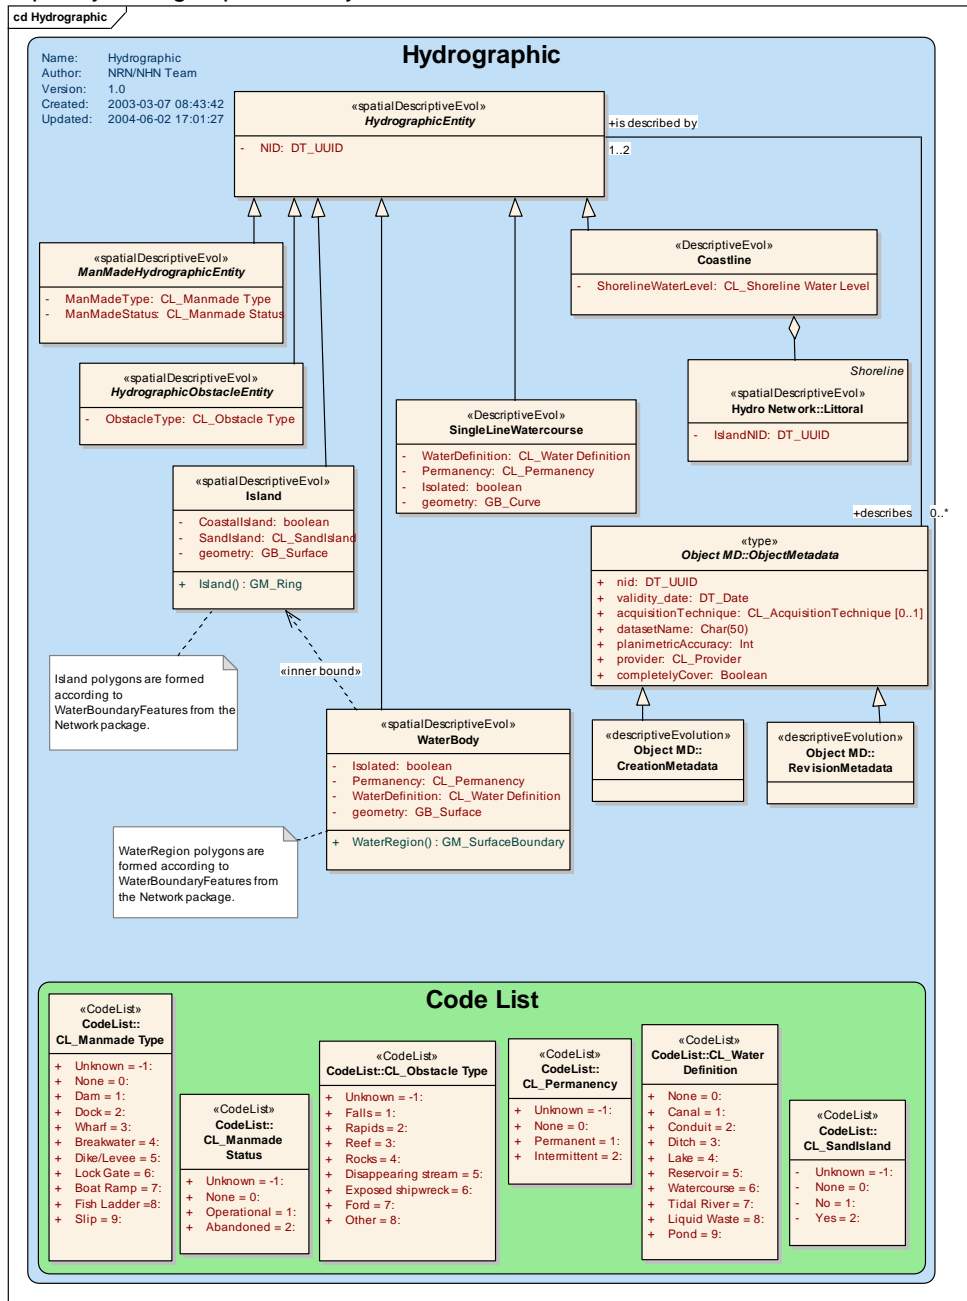 cd Hydrographic
Hydrographic
Name: Hydrographic
Author: NRN/NHN Team
Version: 1.0
Created: 2003-03-07 08:43:42
Updated: 2004-06-02 17:01:27
«spatialDescriptiveEvol»
HydrographicEntity
- NID: DT_UUID
+is described by
1..2
«spatialDescriptiveEvol»
ManMadeHydrographicEntity
- ManMadeType: CL_Manmade Type
- ManMadeStatus: CL_Manmade Status
«DescriptiveEvol»
Coastline
- ShorelineWaterLevel: CL_Shoreline Water Level
«spatialDescriptiveEvol»
HydrographicObstacleEntity
- ObstacleType: CL_Obstacle Type
Shoreline
«spatialDescriptiveEvol»
Hydro Network::Littoral
- IslandNID: DT_UUID
«DescriptiveEvol»
SingleLineWatercourse
- WaterDefinition: CL_Water Definition
- Permanency: CL_Permanency
- Isolated: boolean
- geometry: GB_Curve
«spatialDescriptiveEvol»
Island
- CoastalIsland: boolean
- SandIsland: CL_SandIsland
- geometry: GB_Surface
+ Island() : GM_Ring
+describes 0..*
«type»
Object MD::ObjectMetadata
+ nid: DT_UUID
+ validity_date: DT_Date
+ acquisitionTechnique: CL_AcquisitionTechnique [0..1]
+ datasetName: Char(50)
+ planimetricAccuracy: Int
+ provider: CL_Provider
+ completelyCover: Boolean
Island polygons are formed
according to
WaterBoundaryFeatures from the
Network package.
«inner bound»
«spatialDescriptiveEvol»
WaterBody
- Isolated: boolean
- Permanency: CL_Permanency
- WaterDefinition: CL_Water Definition
- geometry: GB_Surface
+ WaterRegion() : GM_SurfaceBoundary
«descriptiveEvolution»
Object MD::
CreationMetadata
«descriptiveEvolution»
Object MD::
RevisionMetadata
WaterRegion polygons are
formed according to
WaterBoundaryFeatures from
the Network package.
Code List
«CodeList»
CodeList::
CL_Manmade Type
+ Unknown = -1:
+ None = 0:
+ Dam = 1:
+ Dock = 2:
+ Wharf = 3:
+ Breakwater = 4:
+ Dike/Levee = 5:
+ Lock Gate = 6:
+ Boat Ramp = 7:
+ Fish Ladder =8:
+ Slip = 9:
«CodeList»
CodeList::
CL_Manmade
Status
+ Unknown = -1:
+ None = 0:
+ Operational = 1:
+ Abandoned = 2:
«CodeList»
CodeList::CL_Obstacle Type
+ Unknown = -1:
+ Falls = 1:
+ Rapids = 2:
+ Reef = 3:
+ Rocks = 4:
+ Disappearing stream = 5:
+ Exposed shipwreck = 6:
+ Ford = 7:
+ Other = 8:
«CodeList»
CodeList::
CL_Permanency
+ Unknown = -1:
+ None = 0:
+ Permanent = 1:
+ Intermittent = 2:
«CodeList»
CodeList::CL_Water
Definition
+ None = 0:
+ Canal = 1:
+ Conduit = 2:
+ Ditch = 3:
+ Lake = 4:
+ Reservoir = 5:
+ Watercourse = 6:
+ Tidal River = 7:
+ Liquid Waste = 8:
+ Pond = 9:
«CodeList»
CodeList::
CL_SandIsland
- Unknown = -1:
- None = 0:
- No = 1:
- Yes = 2: